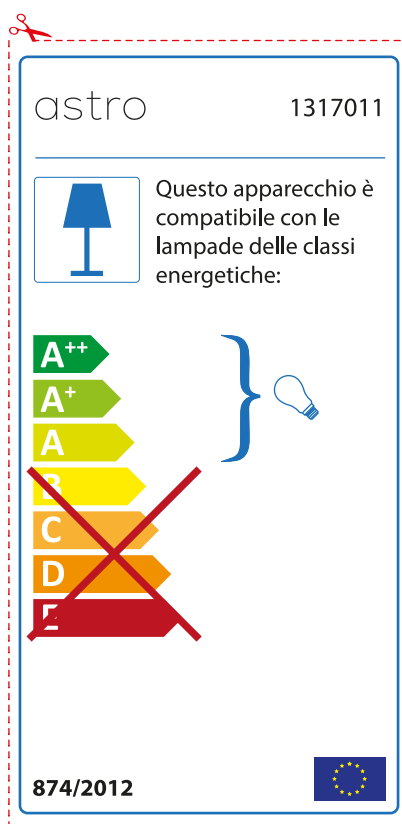 astro 1317011
Questo apparecchio è
compatibile con le
lampade delle classi
energetiche:
A++
A+
A
B
C
D
E
874/2012